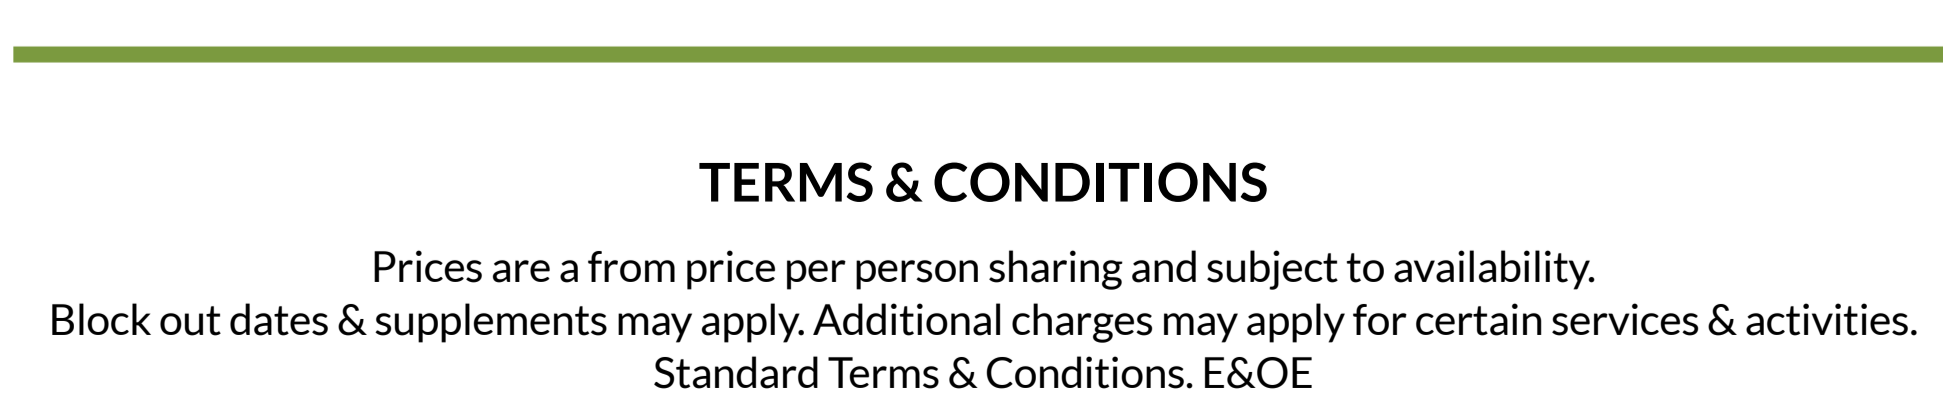 TERMS & CONDITIONS
Prices are a from price per person sharing and subject to availability.
Block out dates & supplements may apply. Additional charges may apply for certain services & activities.
Standard Terms & Conditions. E&OE